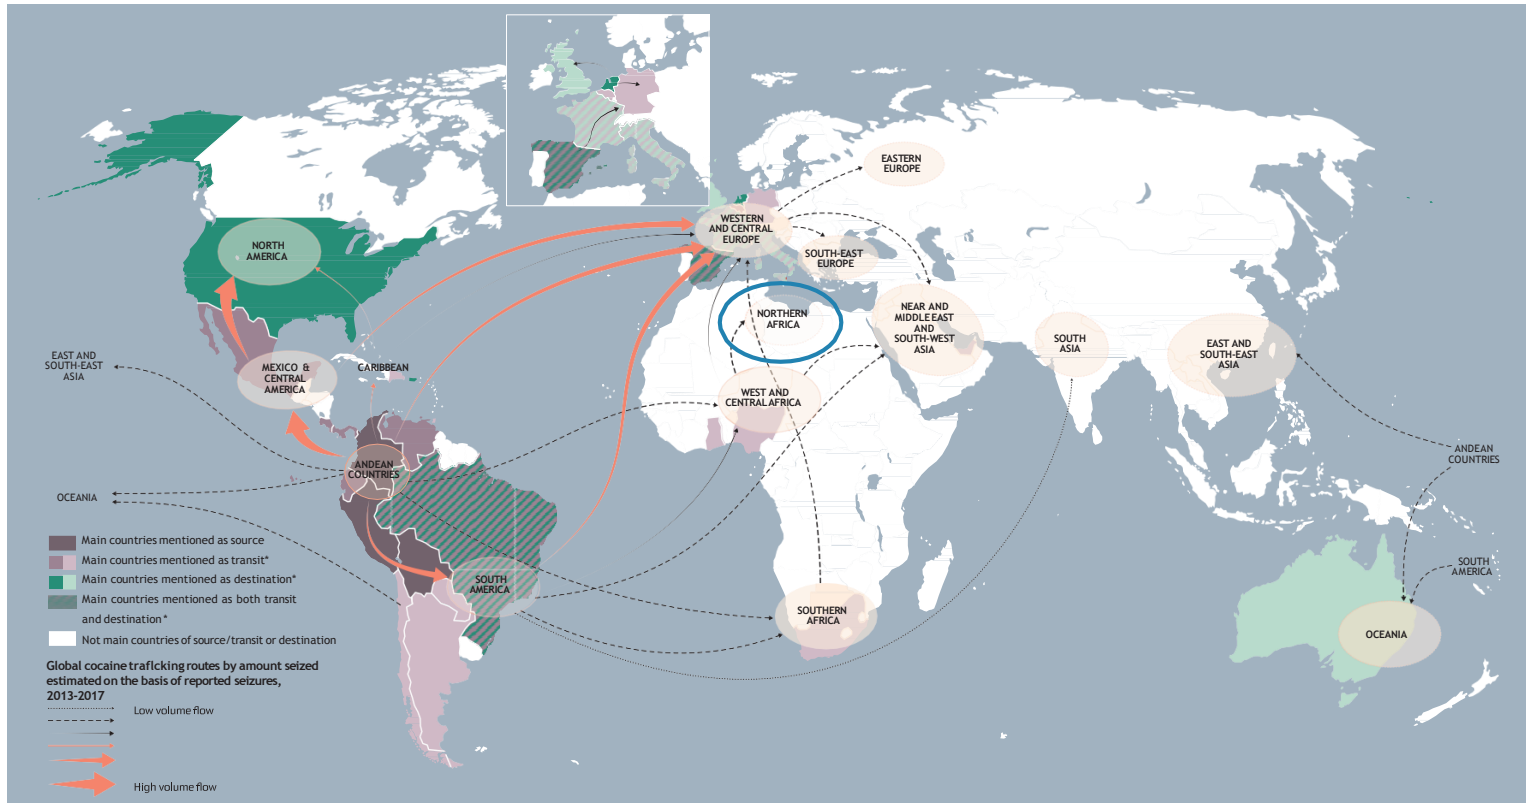 EASTERN
EUROPE
WESTERN
AND CENTRAL
EUROPE
NORTH
AMERICA
SOUTH-EAST
EUROPE
NORTHERN
AFRICA
NEAR AND
MIDDLE EAST
AND
SOUTH-WEST
ASIA
SOUTH
ASIA
EAST AND
SOUTH-EAST
ASIA
EAST AND
SOUTH-EAST
ASIA
MEXICO &
CENTRAL
AMERICA
CARIBBEAN
WEST AND
CENTRAL AFRICA
ANDEAN
COUNTRIES
ANDEAN
COUNTRIES
OCEANIA
SOUTH
AMERICA
SOUTH
AMERICA
SOUTHERN
AFRICA
OCEANIA
Main countries mentioned as source
Main countries mentioned as transit*
Main countries mentioned as destination*
Main countries mentioned as both transit
and destination*
Not main countries of source/transit or destination
Global cocaine traficking routes by amount seized
estimated on the basis of reported seizures,
2013-2017
Low volume flow
High volume flow